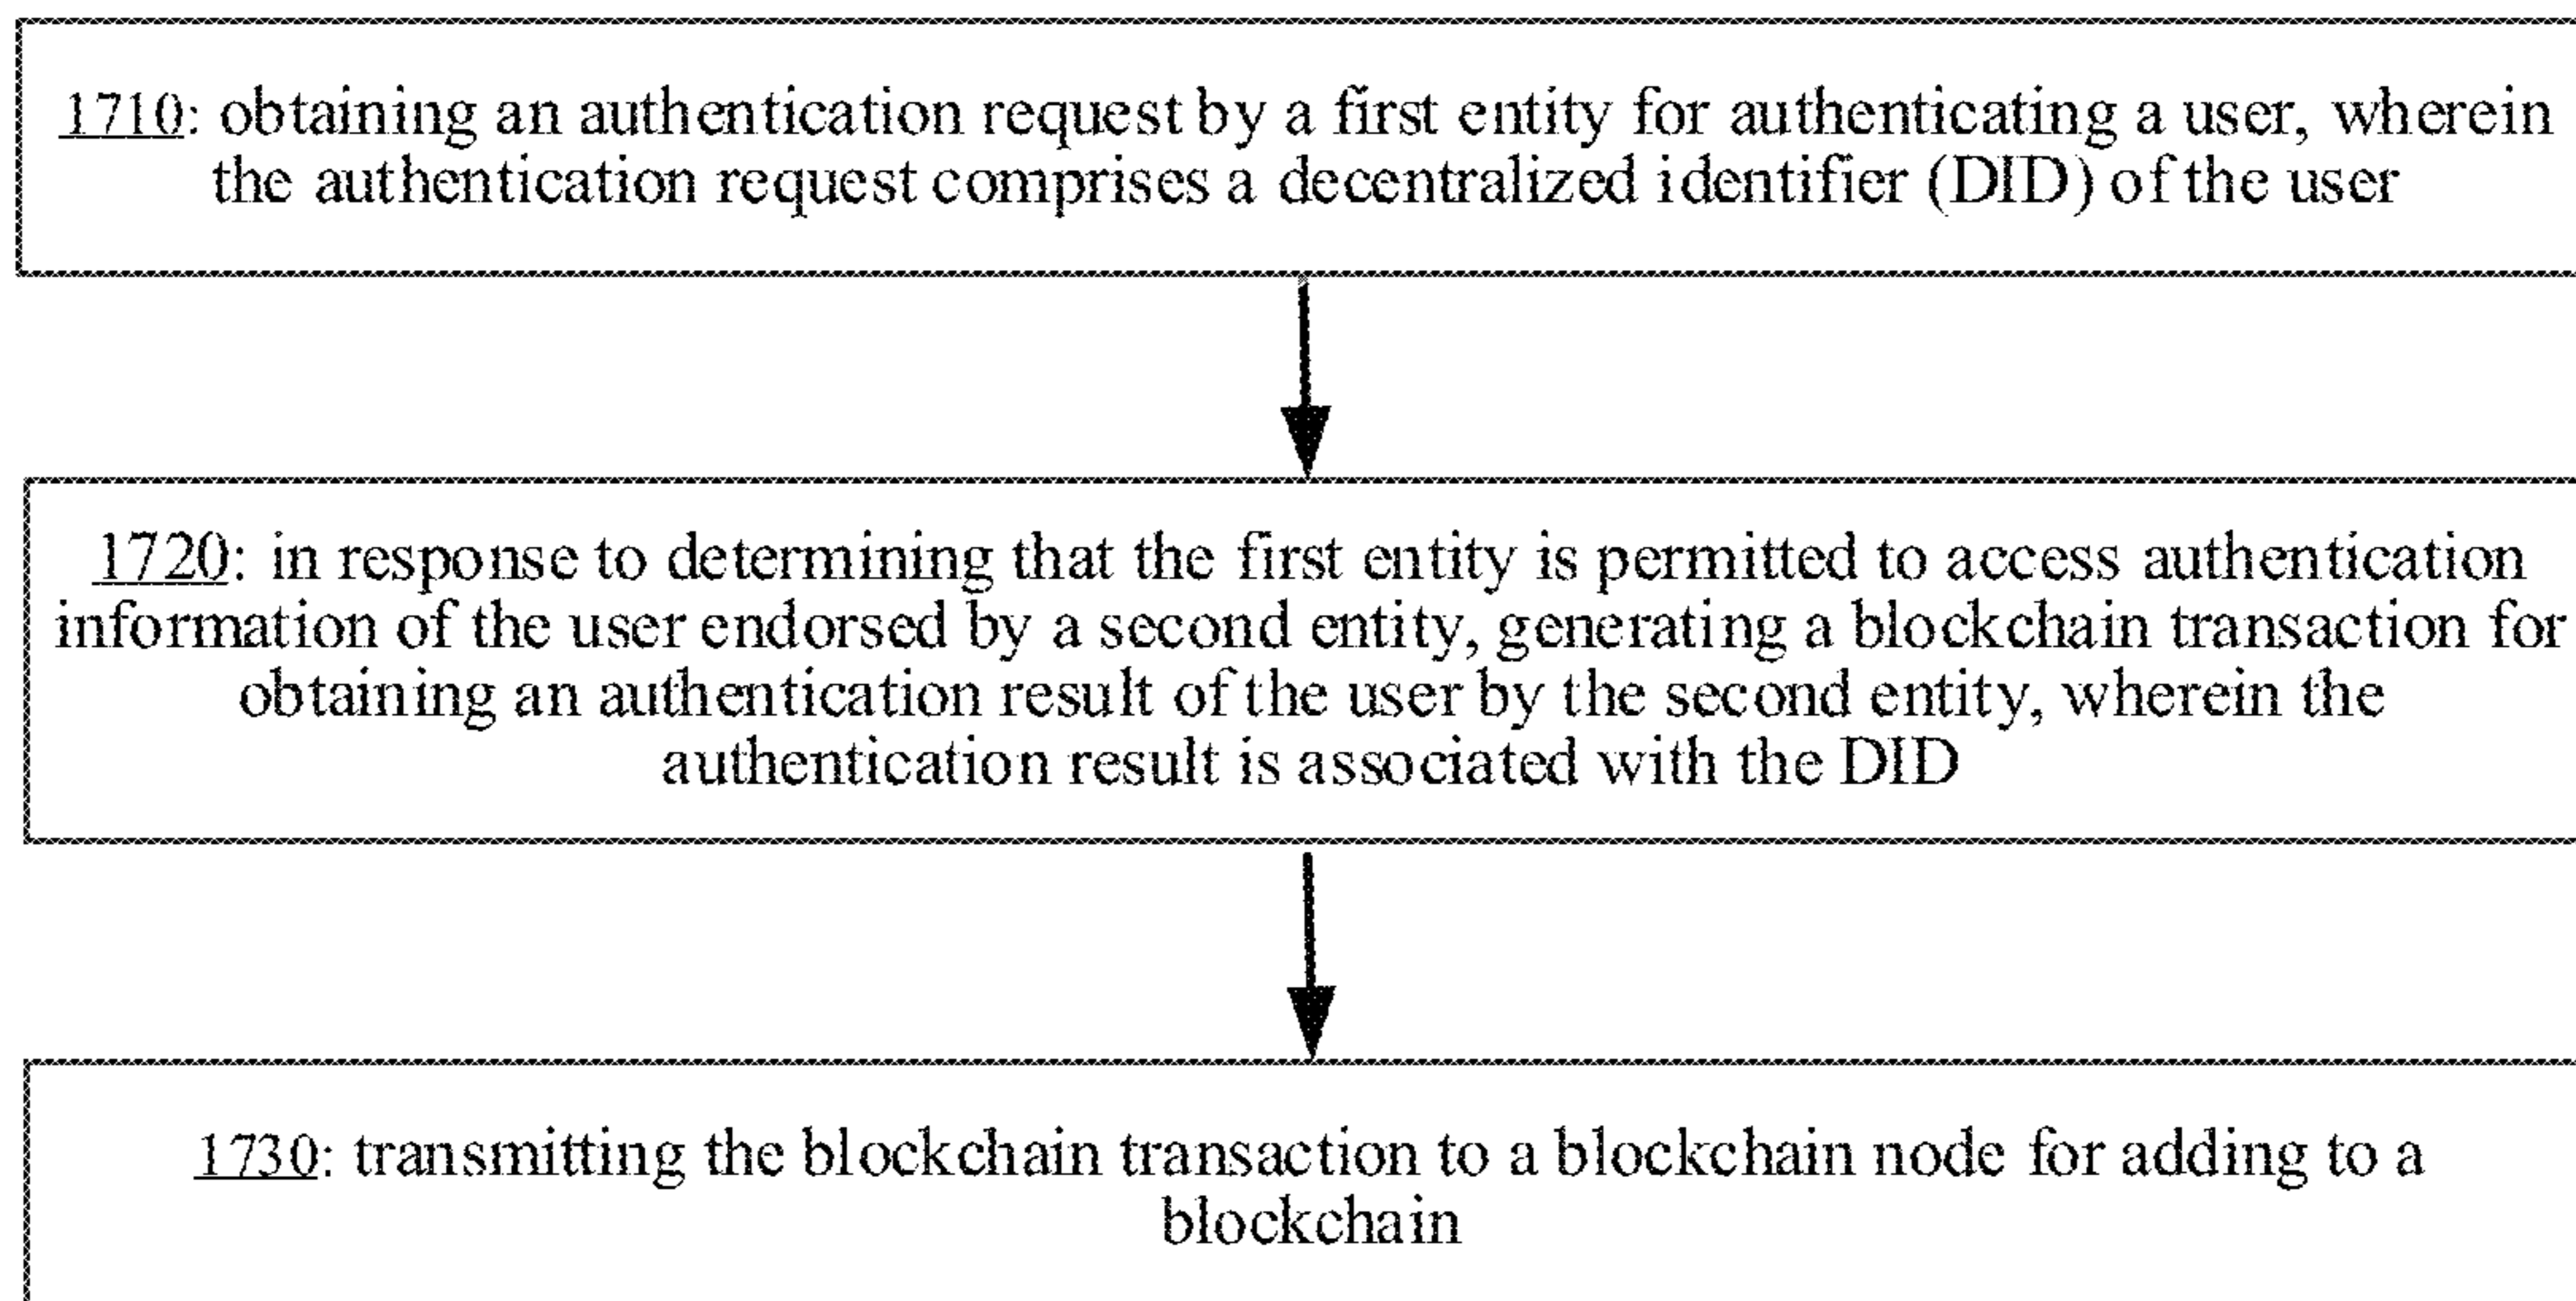 1710: obtaining an authentication request by a first entity for authenticating a user, wherein
the authentication request comprises a decentralized identifier (DID) of the user
1720: in response to determining that the first entity is permitted to access authentication
information of the user endorsed by a second entity, generating a blockchain transaction for
obtaining an authentication result of the user by the second entity, wherein the
authentication result is associated with the DID
1730: transmitting the blockchain transaction to a blockchain node for adding to a
blockchain